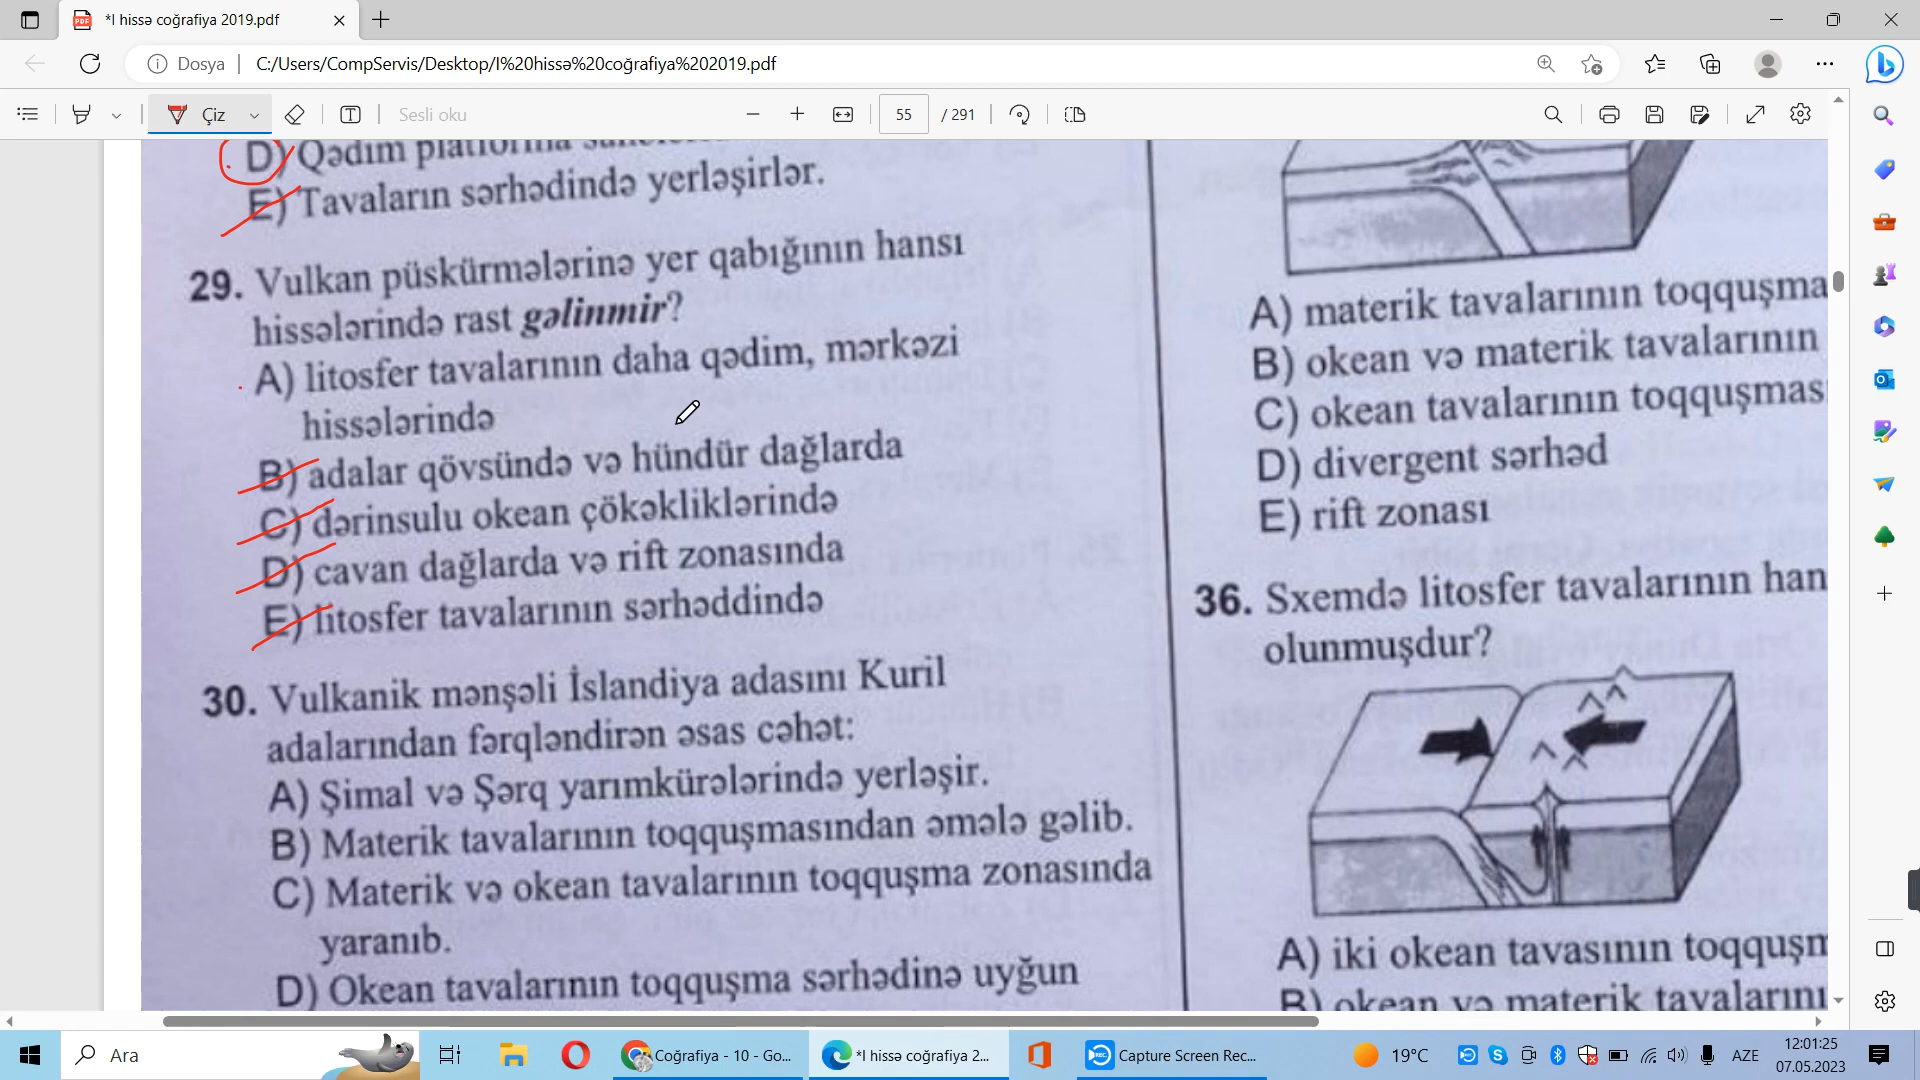 *I hissə coğrafiya 2019.pdf
Dosya
C:/Users/CompServis/Desktop/I%20hissə%20coğrafiya%202019.pdf
Çiz
Sesli oku
55
/ 291
D) Qədim platforma
E) Tavaların sərhədində yerləşirlər.
29. Vulkan püskürmələrinə yer qabığının hansı
hissələrində rast gəlinmir?
A) litosfer tavalarının daha qədim, mərkəzi
hissələrində
B) adalar qövsündə və hündür dağlarda
C) dərinsulu okean çökəkliklərində
D) cavan dağlarda və rift zonasında
E) litosfer tavalarının sərhəddində
30. Vulkanik mənşəli İslandiya adasını Kuril
adalarından fərqləndirən əsas cəhət:
A) Şimal və Şərq yarımkürələrində yerləşir.
B) Materik tavalarının toqquşmasından əmələ gəlib.
C) Materik və okean tavalarının toqquşma zonasında
yaranıb.
D) Okean tavalarının toqquşma sərhədinə uyğun
A) materik tavalarının toqquşma
B) okean və materik tavalarının
C) okean tavalarının toqquşmas
D) divergent sərhəd
E) rift zonası
36. Sxemdə litosfer tavalarının han
olunmuşdur?
A) iki okean tavasının toqquşm
B) okean və materik tavalarını
Ara
Coğrafiya - 10 - Go...
*I hissə coğrafiya 2...
Capture Screen Rec...
19°C
AZE
12:01:25
07.05.2023